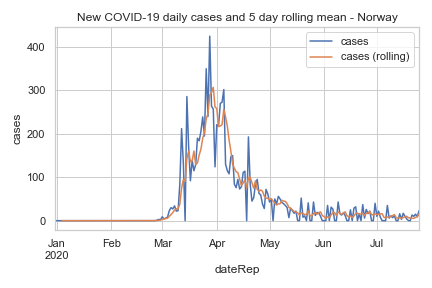 New COVID-19 daily cases and 5 day rolling mean - Norway
cases
cases (rolling)
400
300
200
100
0
cases
Jan Feb Mar Apr May Jun Jul
2020
dateRep